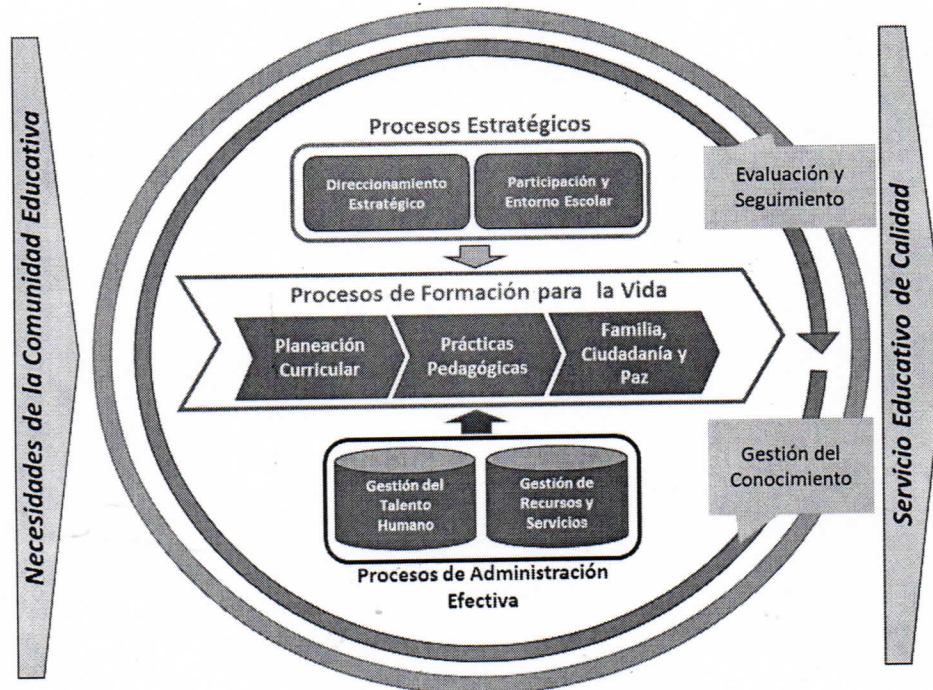 Necesidades de la Comunidad Educativa
Procesos Estratégicos
Direccionamiento
Estratégico
Participación y
Entorno Escolar
Evaluación y
Seguimiento
Procesos de Formación para la Vida
Planeación
Curricular
Prácticas
Pedagógicas
Familia,
Ciudadanía y
Paz
Gestión del
Talento
Humano
Gestión de
Recursos y
Servicios
Gestión del
Conocimiento
Procesos de Administración
Efectiva
Servicio Educativo de Calidad